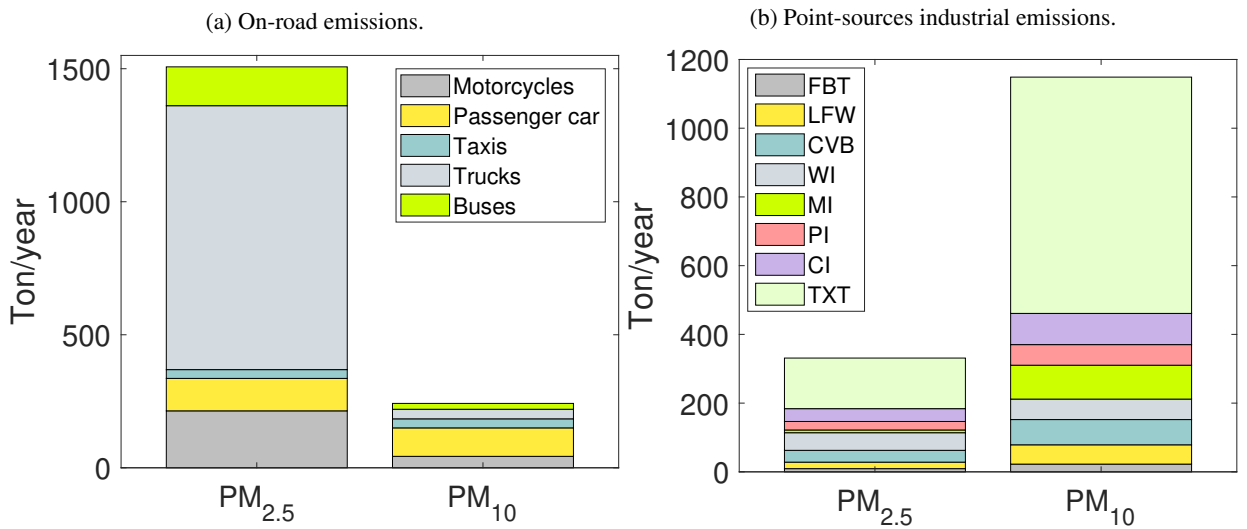 (a) On-road emissions.
1500
1000
500
0
Ton/year
Motorcycles
Passenger car
Taxis
Trucks
Buses
PM2.5
PM10
(b) Point-sources industrial emissions.
1200
1000
800
600
400
200
0
Ton/year
FBT
LFW
CVB
WI
MI
PI
CI
TXT
PM2.5
PM10